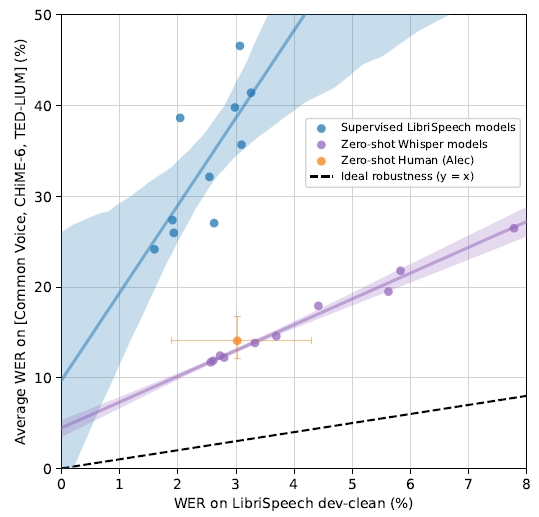 50
40
30
20
10
0
Average WER on [Common Voice, CHiME-6, TED-LIUM] (%)
Supervised LibriSpeech models
Zero-shot Whisper models
Zero-shot Human (Alec)
Ideal robustness (y = x)
0 1 2 3 4 5 6 7 8
WER on LibriSpeech dev-clean (%)